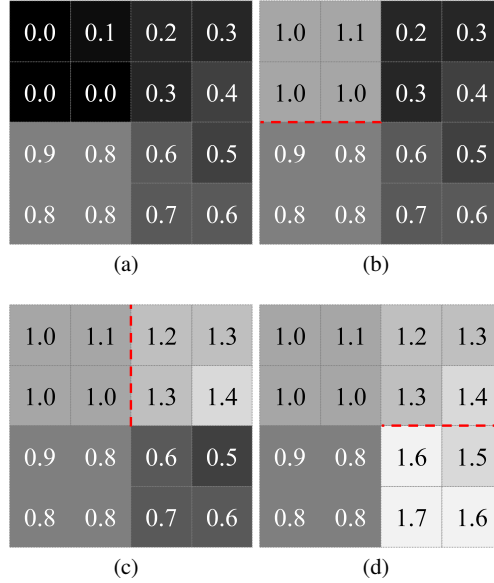 0.0 0.1 0.2 0.3
0.0 0.0 0.3 0.4
0.9 0.8 0.6 0.5
0.8 0.8 0.7 0.6
(a)
1.0 1.1 0.2 0.3
1.0 1.0 0.3 0.4
0.9 0.8 0.6 0.5
0.8 0.8 0.7 0.6
(b)
1.0 1.1 1.2 1.3
1.0 1.0 1.3 1.4
0.9 0.8 0.6 0.5
0.8 0.8 0.7 0.6
(c)
1.0 1.1 1.2 1.3
1.0 1.0 1.3 1.4
0.9 0.8 1.6 1.5
0.8 0.8 1.7 1.6
(d)